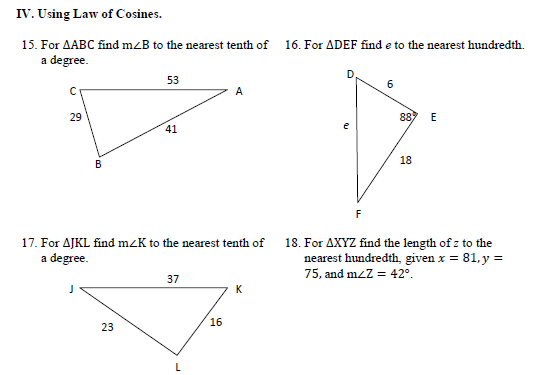 IV. Using Law of Cosines.
15. For ΔABC find m∠B to the nearest tenth of
a degree.
53
C
A
29
41
B
16. For ΔDEF find e to the nearest hundredth.
D
6
88°
E
e
18
F
17. For ΔJKL find m∠K to the nearest tenth of
a degree.
37
J
K
23
16
L
18. For ΔXYZ find the length of z to the
nearest hundredth, given x = 81, y =
75, and m∠Z = 42°.